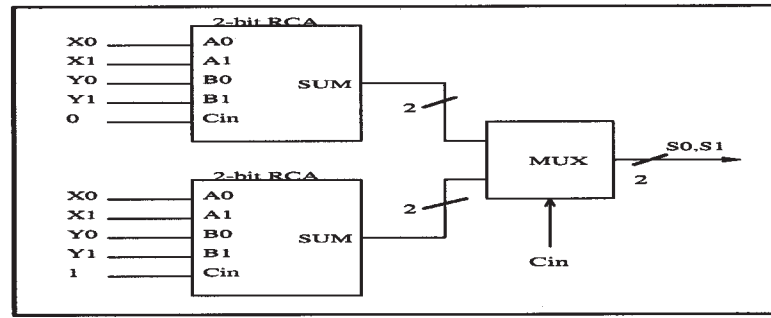 2-bit RCA
X0 A0
X1 A1
Y0 B0 SUM
Y1 B1 2
0 Cin
MUX S0,S1
2
2-bit RCA
X0 A0
X1 A1 2
Y0 B0 SUM
Y1 B1 Cin
1 Cin